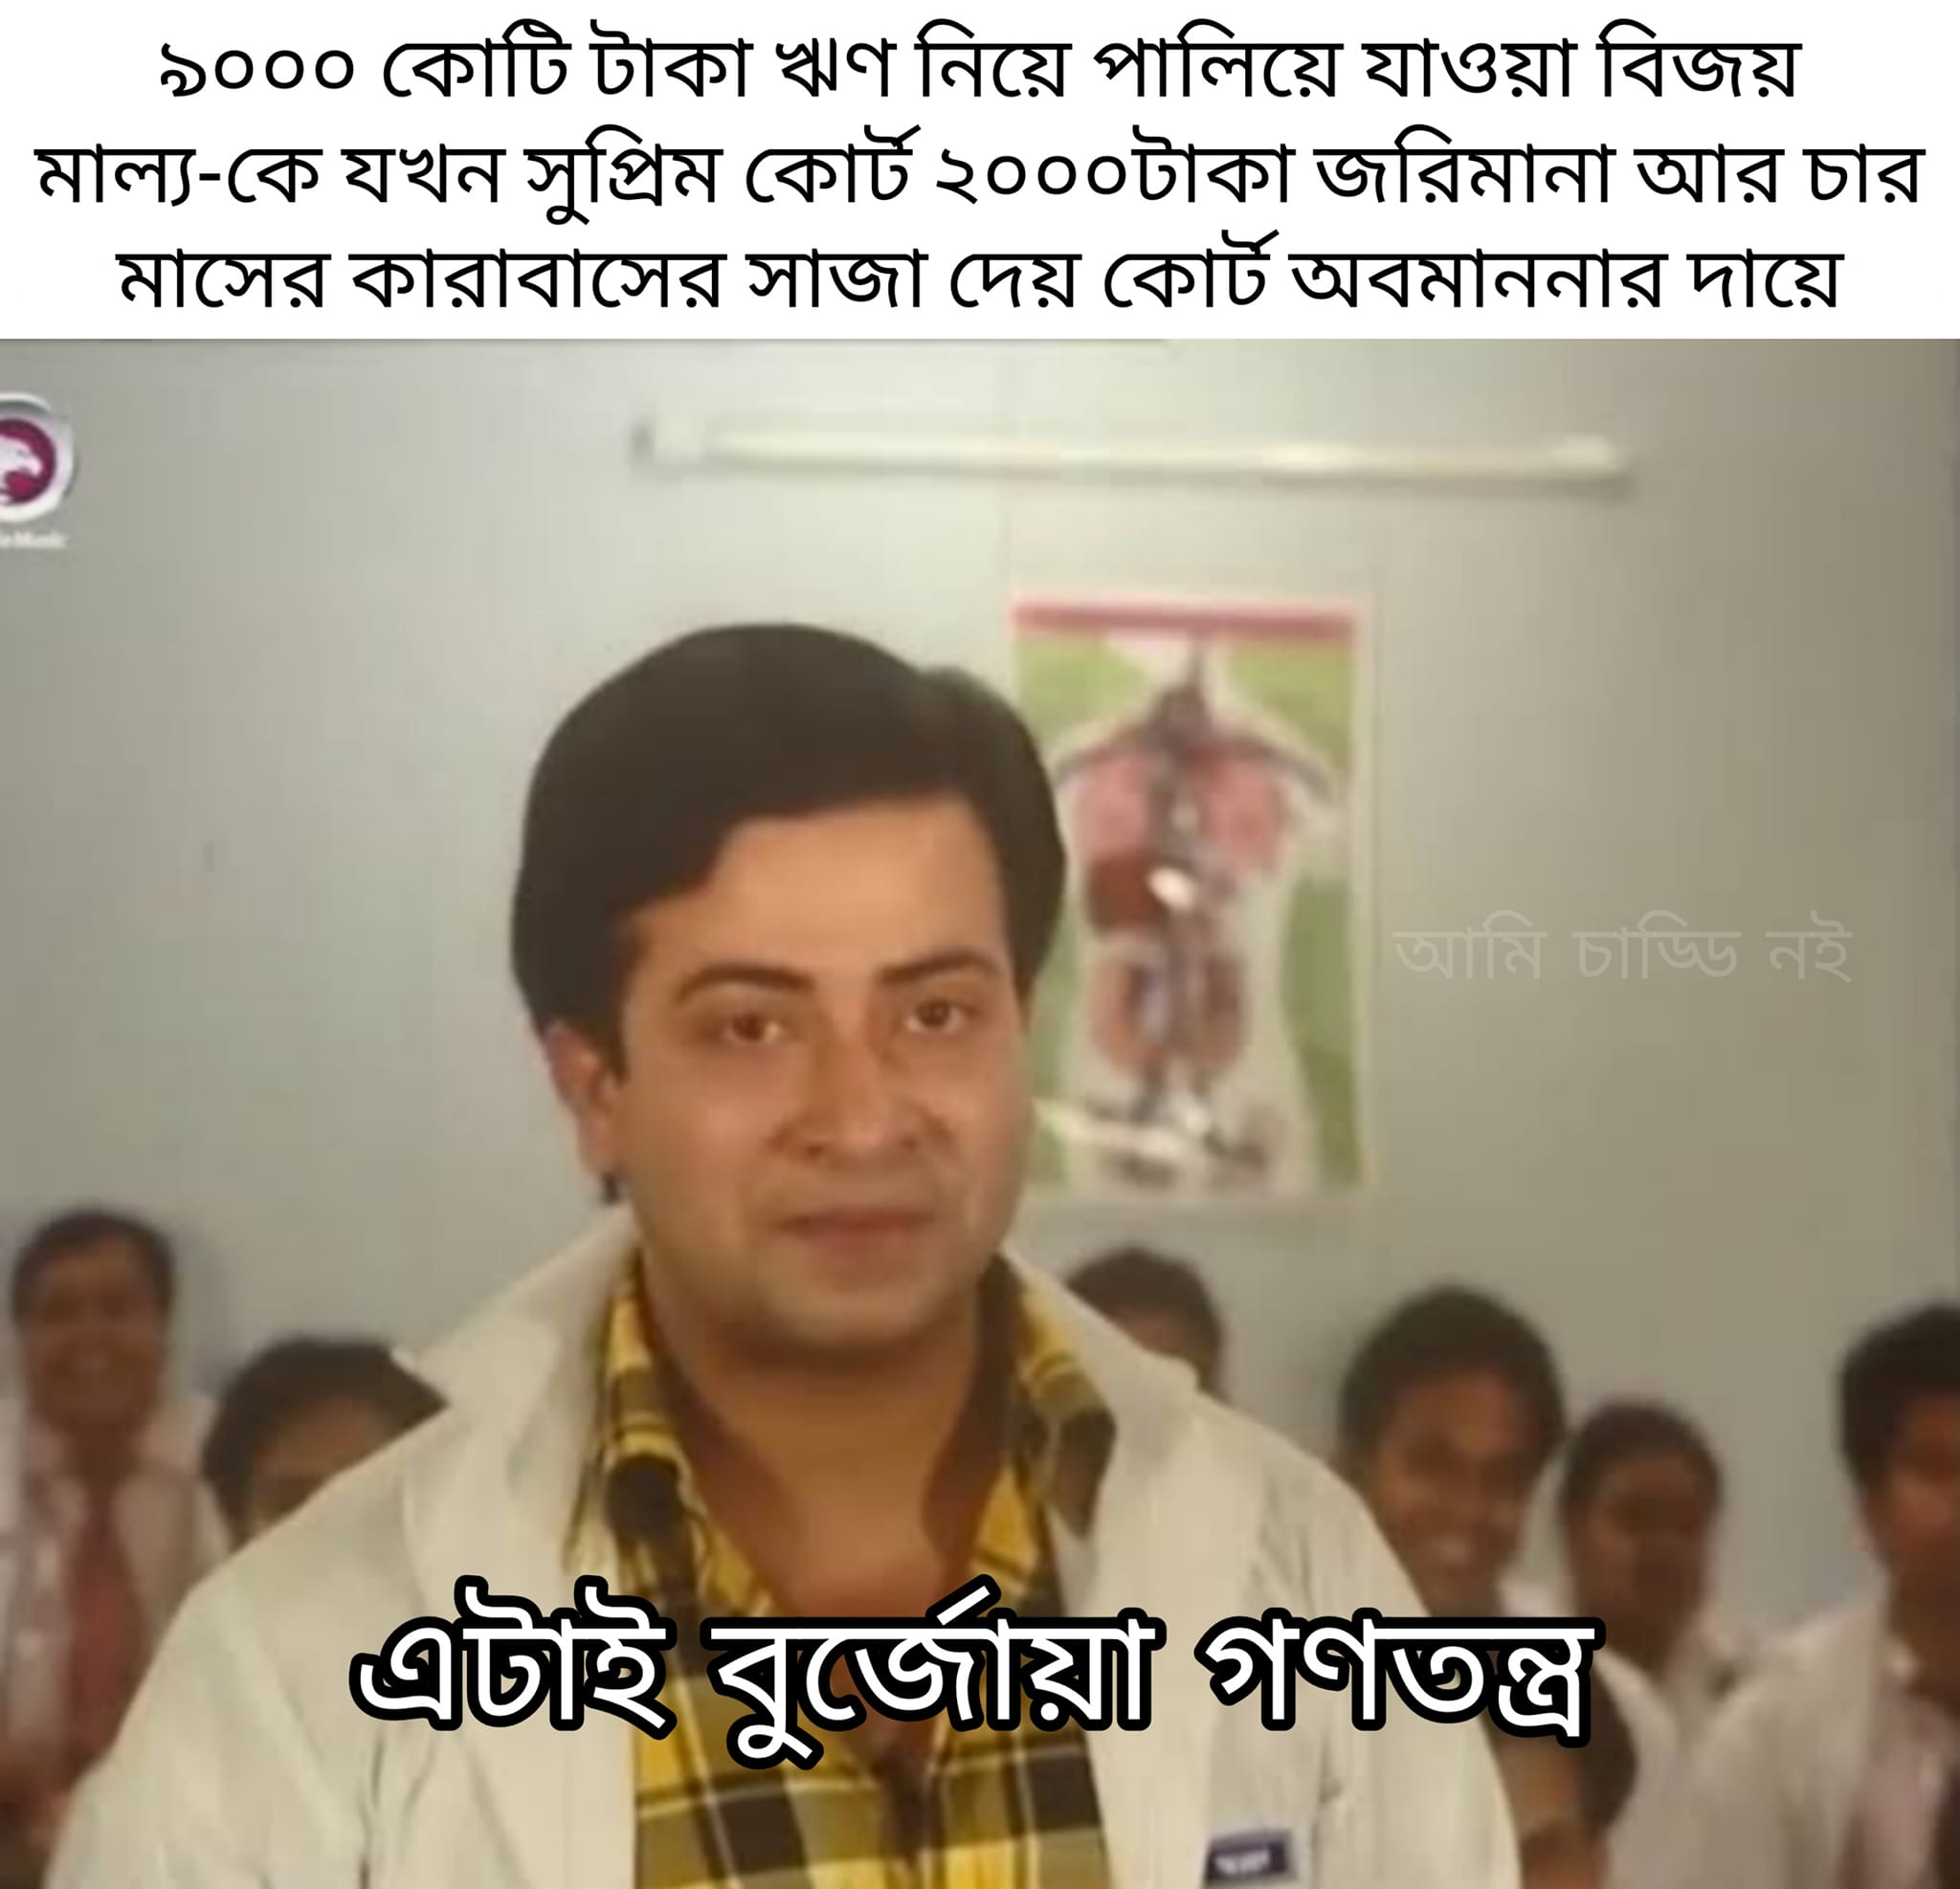 ৯০০০ কোটি টাকা ঋণ নিয়ে পালিয়ে যাওয়া বিজয়
মাল্য-কে যখন সুপ্রিম কোর্ট ২০০০টাকা জরিমানা আর চার
মাসের কারাবাসের সাজা দেয় কোর্ট অবমাননার দায়ে
আমি চাড্ডি নই
এটাই বুর্জোয়া গণতন্ত্র